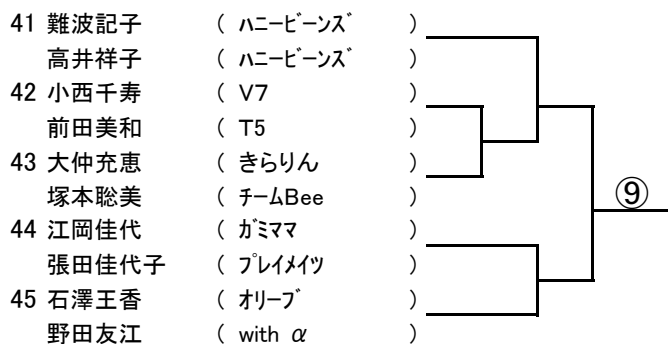 41 難波記子 ( ハニービーンズ )
高井祥子 ( ハニービーンズ )
42 小西千寿 ( V7 )
前田美和 ( T5 )
43 大仲充恵 ( きらりん )
塚本聡美 ( チームBee )
44 江岡佳代 ( ガミママ )
張田佳代子 ( プレイメイツ )
⑨
45 石澤王香 ( オリーブ )
野田友江 ( with α )